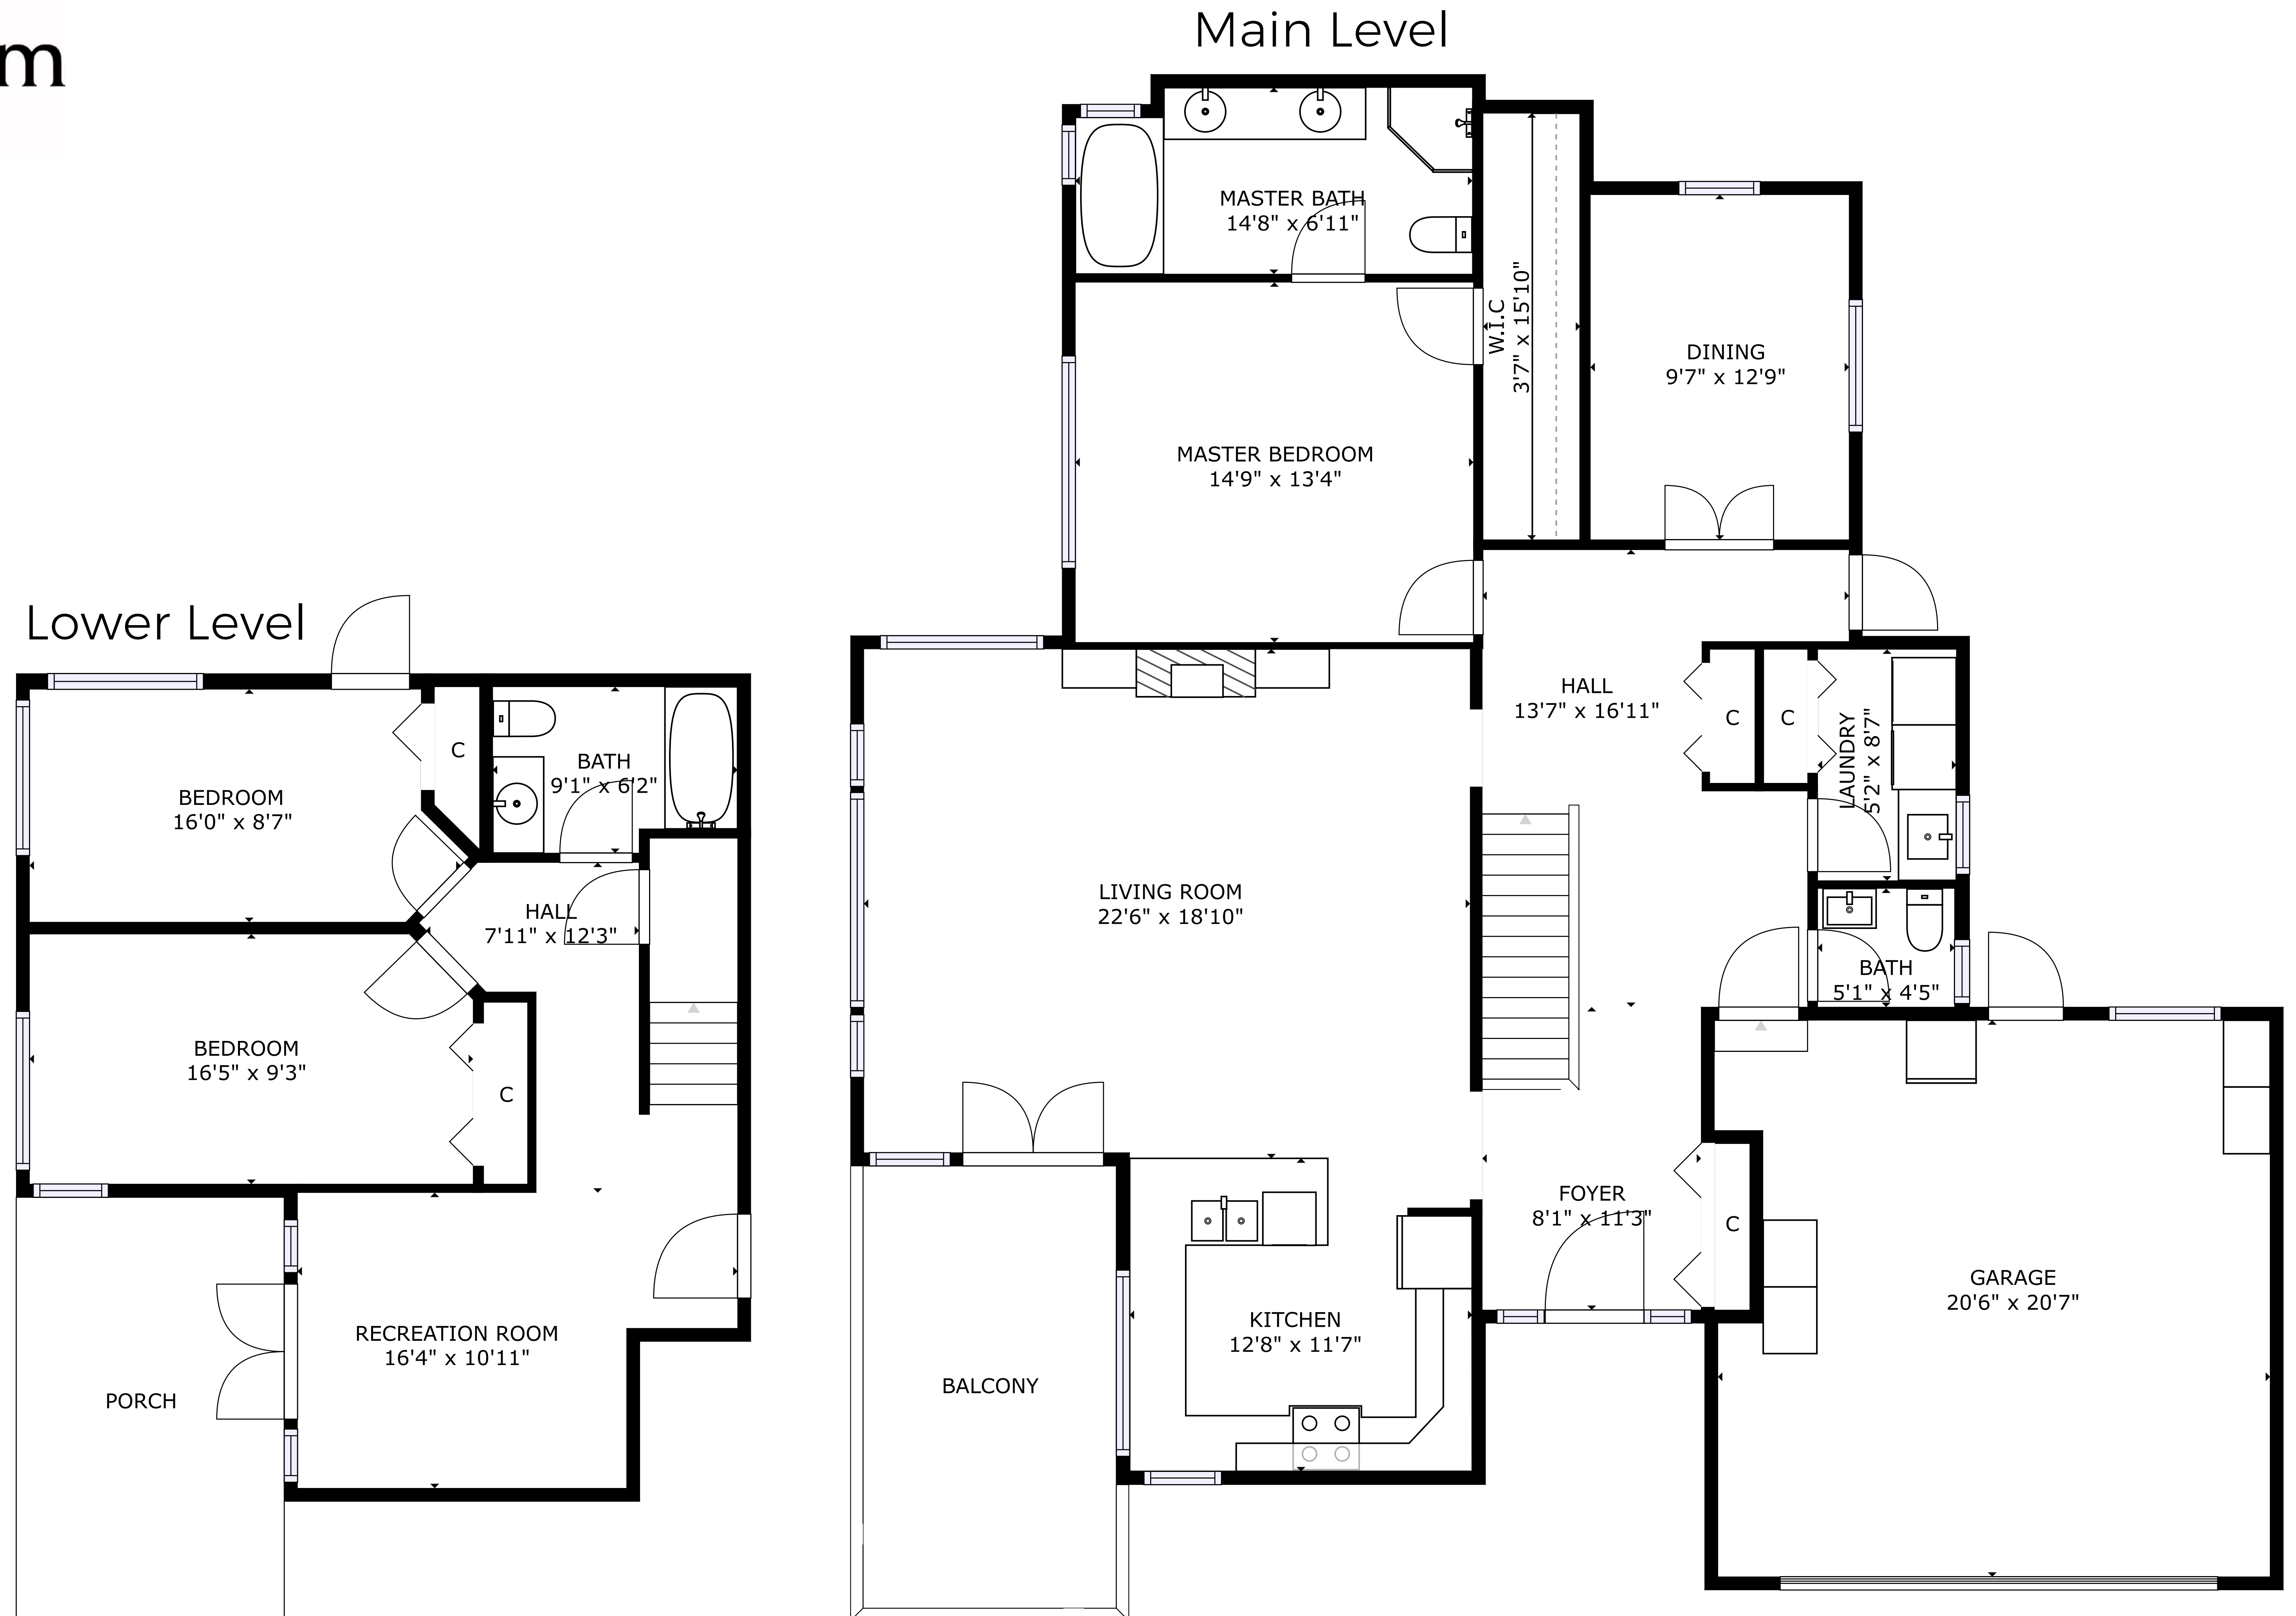 m
Main Level
MASTER BATH
14'8" x 6'11"
W.I.C
3'7" x 15'10"
DINING
9'7" x 12'9"
MASTER BEDROOM
14'9" x 13'4"
HALL
13'7" x 16'11"
C
C
LAUNDRY
5'2" x 8'7"
LIVING ROOM
22'6" x 18'10"
BATH
5'1" x 4'5"
FOYER
8'1" x 11'3"
C
GARAGE
20'6" x 20'7"
KITCHEN
12'8" x 11'7"
BALCONY
Lower Level
BEDROOM
16'0" x 8'7"
C
BATH
9'1" x 6'2"
HALL
7'11" x 12'3"
BEDROOM
16'5" x 9'3"
C
RECREATION ROOM
16'4" x 10'11"
PORCH